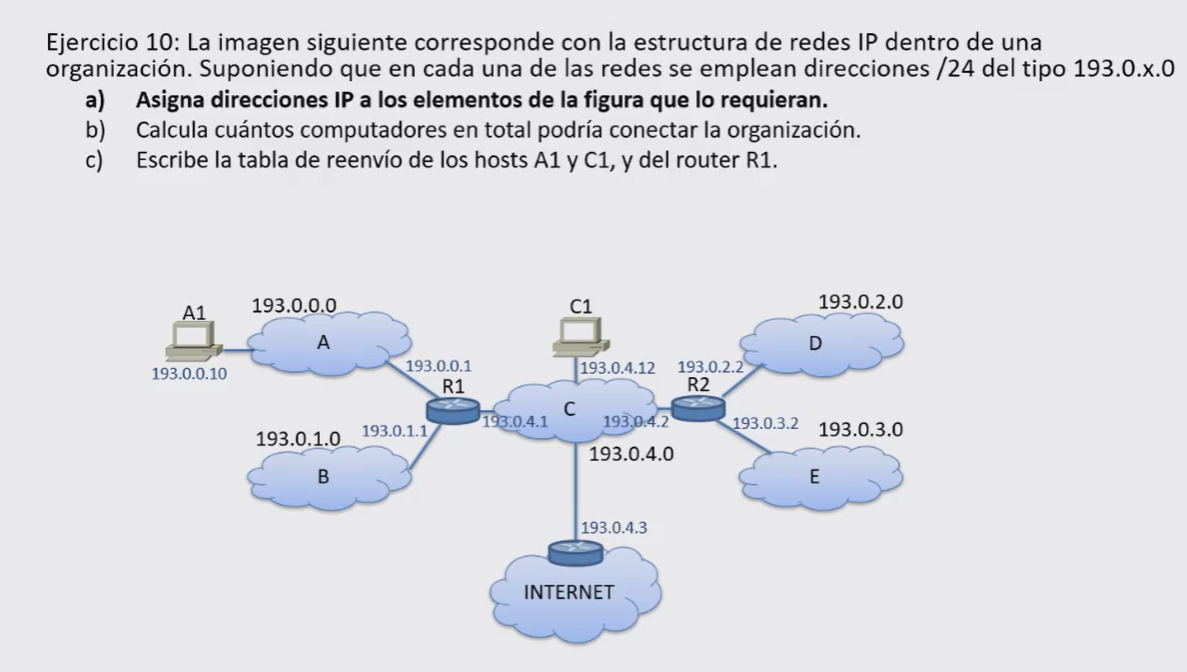 Ejercicio 10: La imagen siguiente corresponde con la estructura de redes IP dentro de una
organización. Suponiendo que en cada una de las redes se emplean direcciones /24 del tipo 193.0.x.0
a) Asigna direcciones IP a los elementos de la figura que lo requieran.
b) Calcula cuántos computadores en total podría conectar la organización.
c) Escribe la tabla de reenvío de los hosts A1 y C1, y del router R1.
A1
193.0.0.0
C1
193.0.2.0
A
D
193.0.0.10
193.0.0.1
193.0.4.12
193.0.2.2
R1
R2
C
193.0.4.1
193.0.4.2
193.0.1.0
193.0.1.1
193.0.3.2
193.0.3.0
193.0.4.0
B
E
193.0.4.3
INTERNET